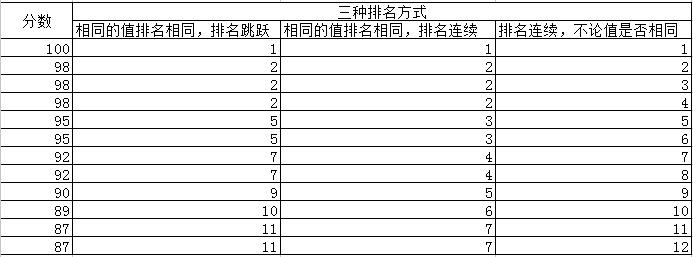 分数 三种排名方式
相同的值排名相同，排名跳跃 相同的值排名相同，排名连续 排名连续，不论值是否相同
100 1 1 1
98 2 2 2
98 2 2 3
98 2 2 4
95 5 3 5
95 5 3 6
92 7 4 7
92 7 4 8
90 9 5 9
89 10 6 10
87 11 7 11
87 11 7 12